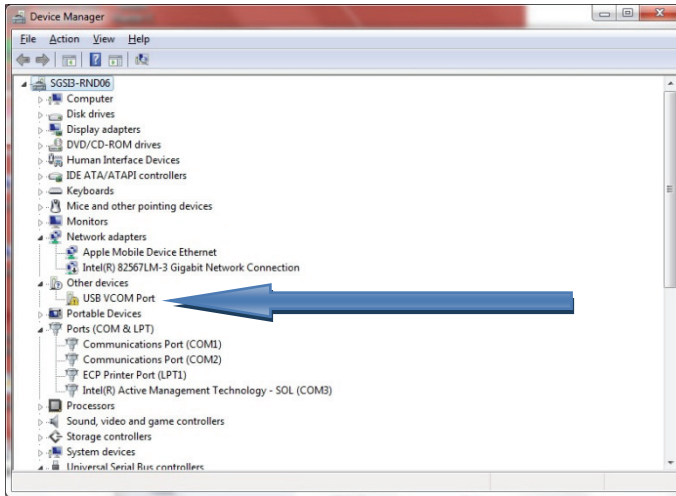 Device Manager
File Action View Help
SGSI3-RND06
Computer
Disk drives
Display adapters
DVD/CD-ROM drives
Human Interface Devices
IDE ATA/ATAPI controllers
Keyboards
Mice and other pointing devices
Monitors
Network adapters
Apple Mobile Device Ethernet
Intel(R) 82567LM-3 Gigabit Network Connection
Other devices
USB VCOM Port
Portable Devices
Ports (COM & LPT)
Communications Port (COM1)
Communications Port (COM2)
ECP Printer Port (LPT1)
Intel(R) Active Management Technology - SOL (COM3)
Processors
Sound, video and game controllers
Storage controllers
System devices
Universal Serial Bus controllers